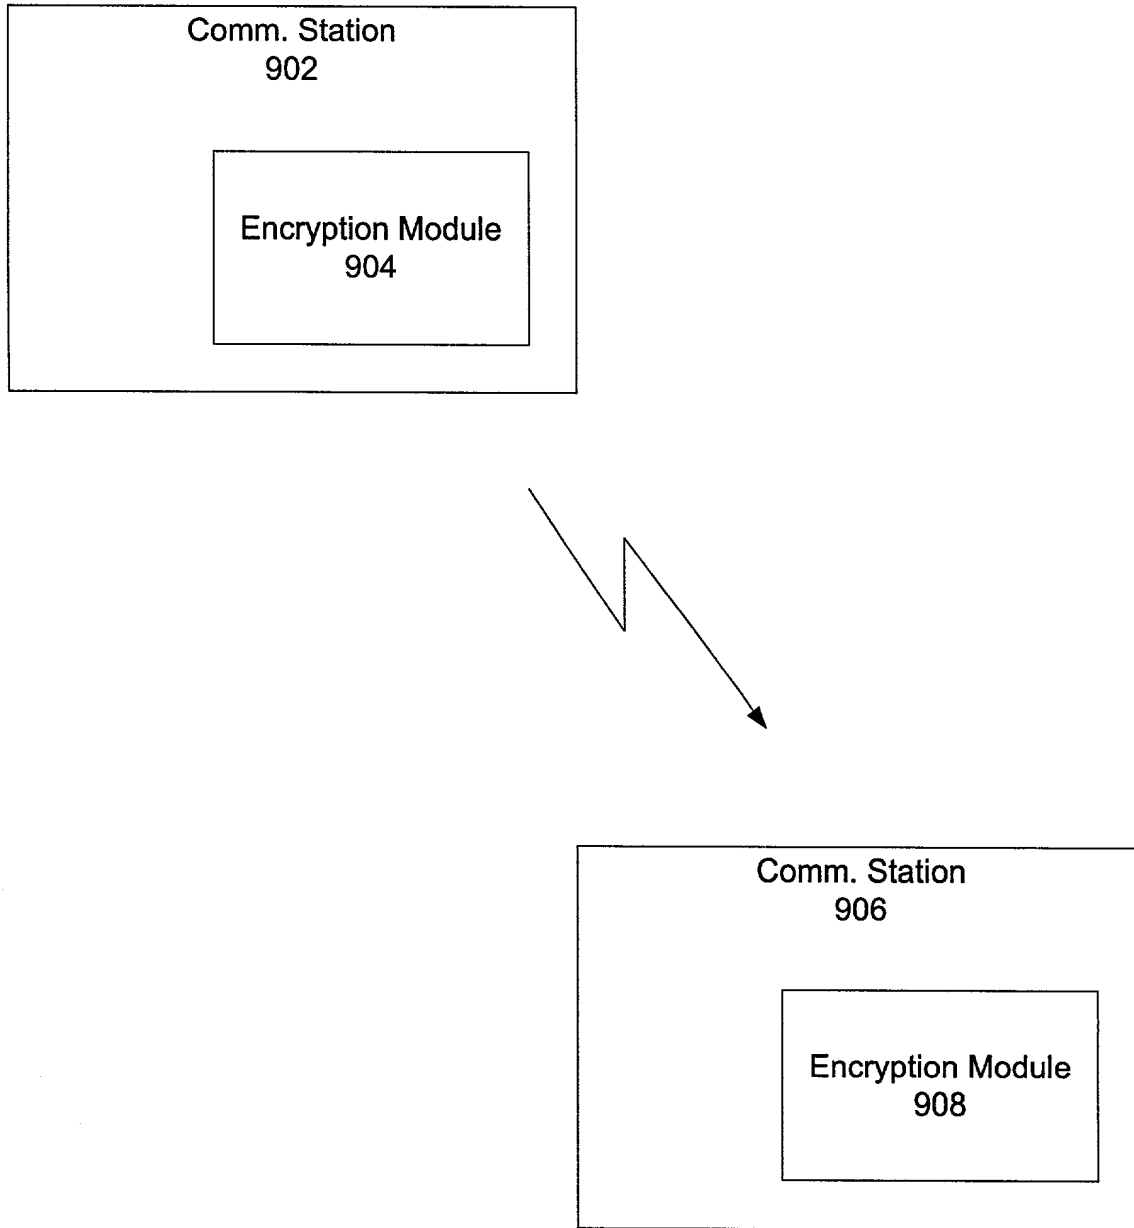 Comm. Station
902
Encryption Module
904
Comm. Station
906
Encryption Module
908